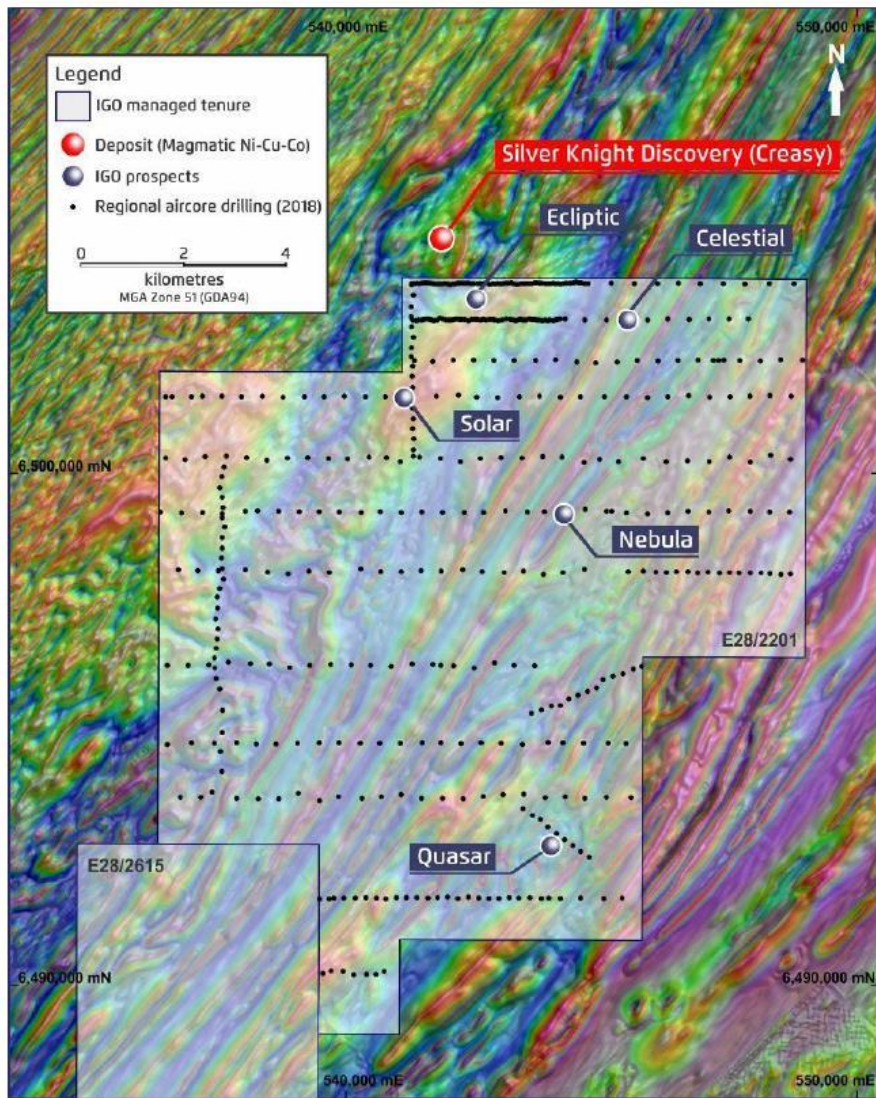 540,000 mE
550,000 mE
N
Legend
IGO managed tenure
Deposit (Magmatic Ni-Cu-Co)
IGO prospects
Regional aircore drilling (2018)
0 2 4
kilometres
MGA Zone 51 (GDA94)
Silver Knight Discovery (Creasy)
Ecliptic
Celestial
Solar
6,500,000 mN
Nebula
E28/2201
Quasar
E28/2615
6,490,000 mN
6,490,000 mN
540,000 mE
550,000 mE